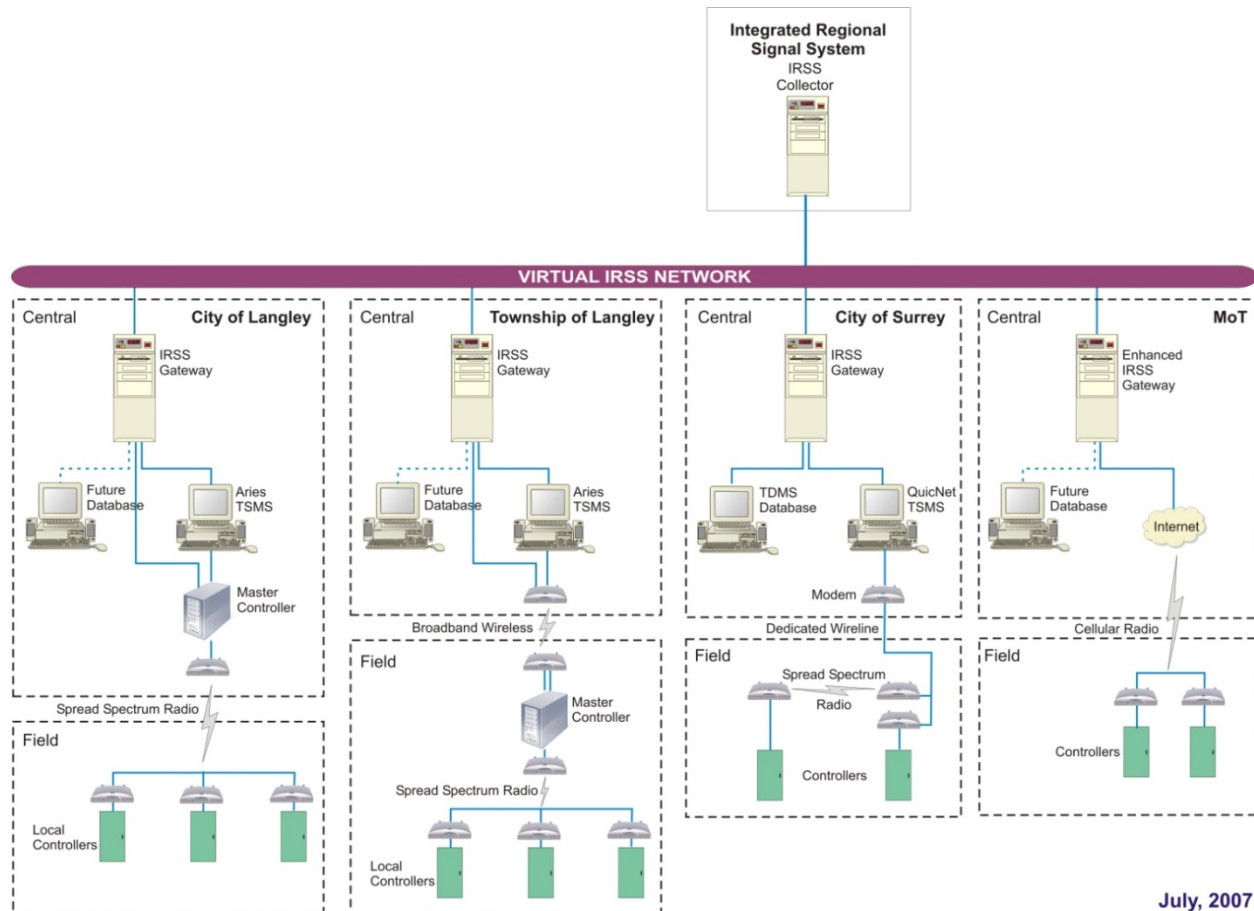 Integrated Regional
Signal System
IRSS
Collector
VIRTUAL IRSS NETWORK
Central
City of Langley
IRSS
Gateway
Future
Database
Aries
TSMS
Master
Controller
Spread Spectrum Radio
Field
Local
Controllers
Central
Township of Langley
IRSS
Gateway
Future
Database
Aries
TSMS
Broadband Wireless
Field
Master
Controller
Spread Spectrum Radio
Local
Controllers
Central
City of Surrey
IRSS
Gateway
TDMS
Database
QuicNet
TSMS
Modem
Dedicated Wireline
Field
Spread Spectrum
Radio
Controllers
Central
MoT
Enhanced
IRSS
Gateway
Future
Database
Internet
Cellular Radio
Field
Controllers
July, 2007